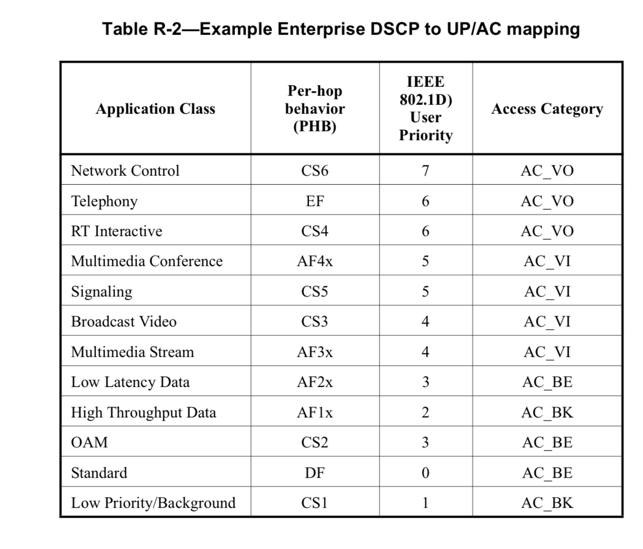 Table R-2—Example Enterprise DSCP to UP/AC mapping
Application Class
Per-hop
behavior
(PHB)
IEEE
802.1D)
User
Priority
Access Category
Network Control CS6 7 AC_VO
Telephony EF 6 AC_VO
RT Interactive CS4 6 AC_VO
Multimedia Conference AF4x 5 AC_VI
Signaling CS5 5 AC_VI
Broadcast Video CS3 4 AC_VI
Multimedia Stream AF3x 4 AC_VI
Low Latency Data AF2x 3 AC_BE
High Throughput Data AF1x 2 AC_BK
OAM CS2 3 AC_BE
Standard DF 0 AC_BE
Low Priority/Background CS1 1 AC_BK